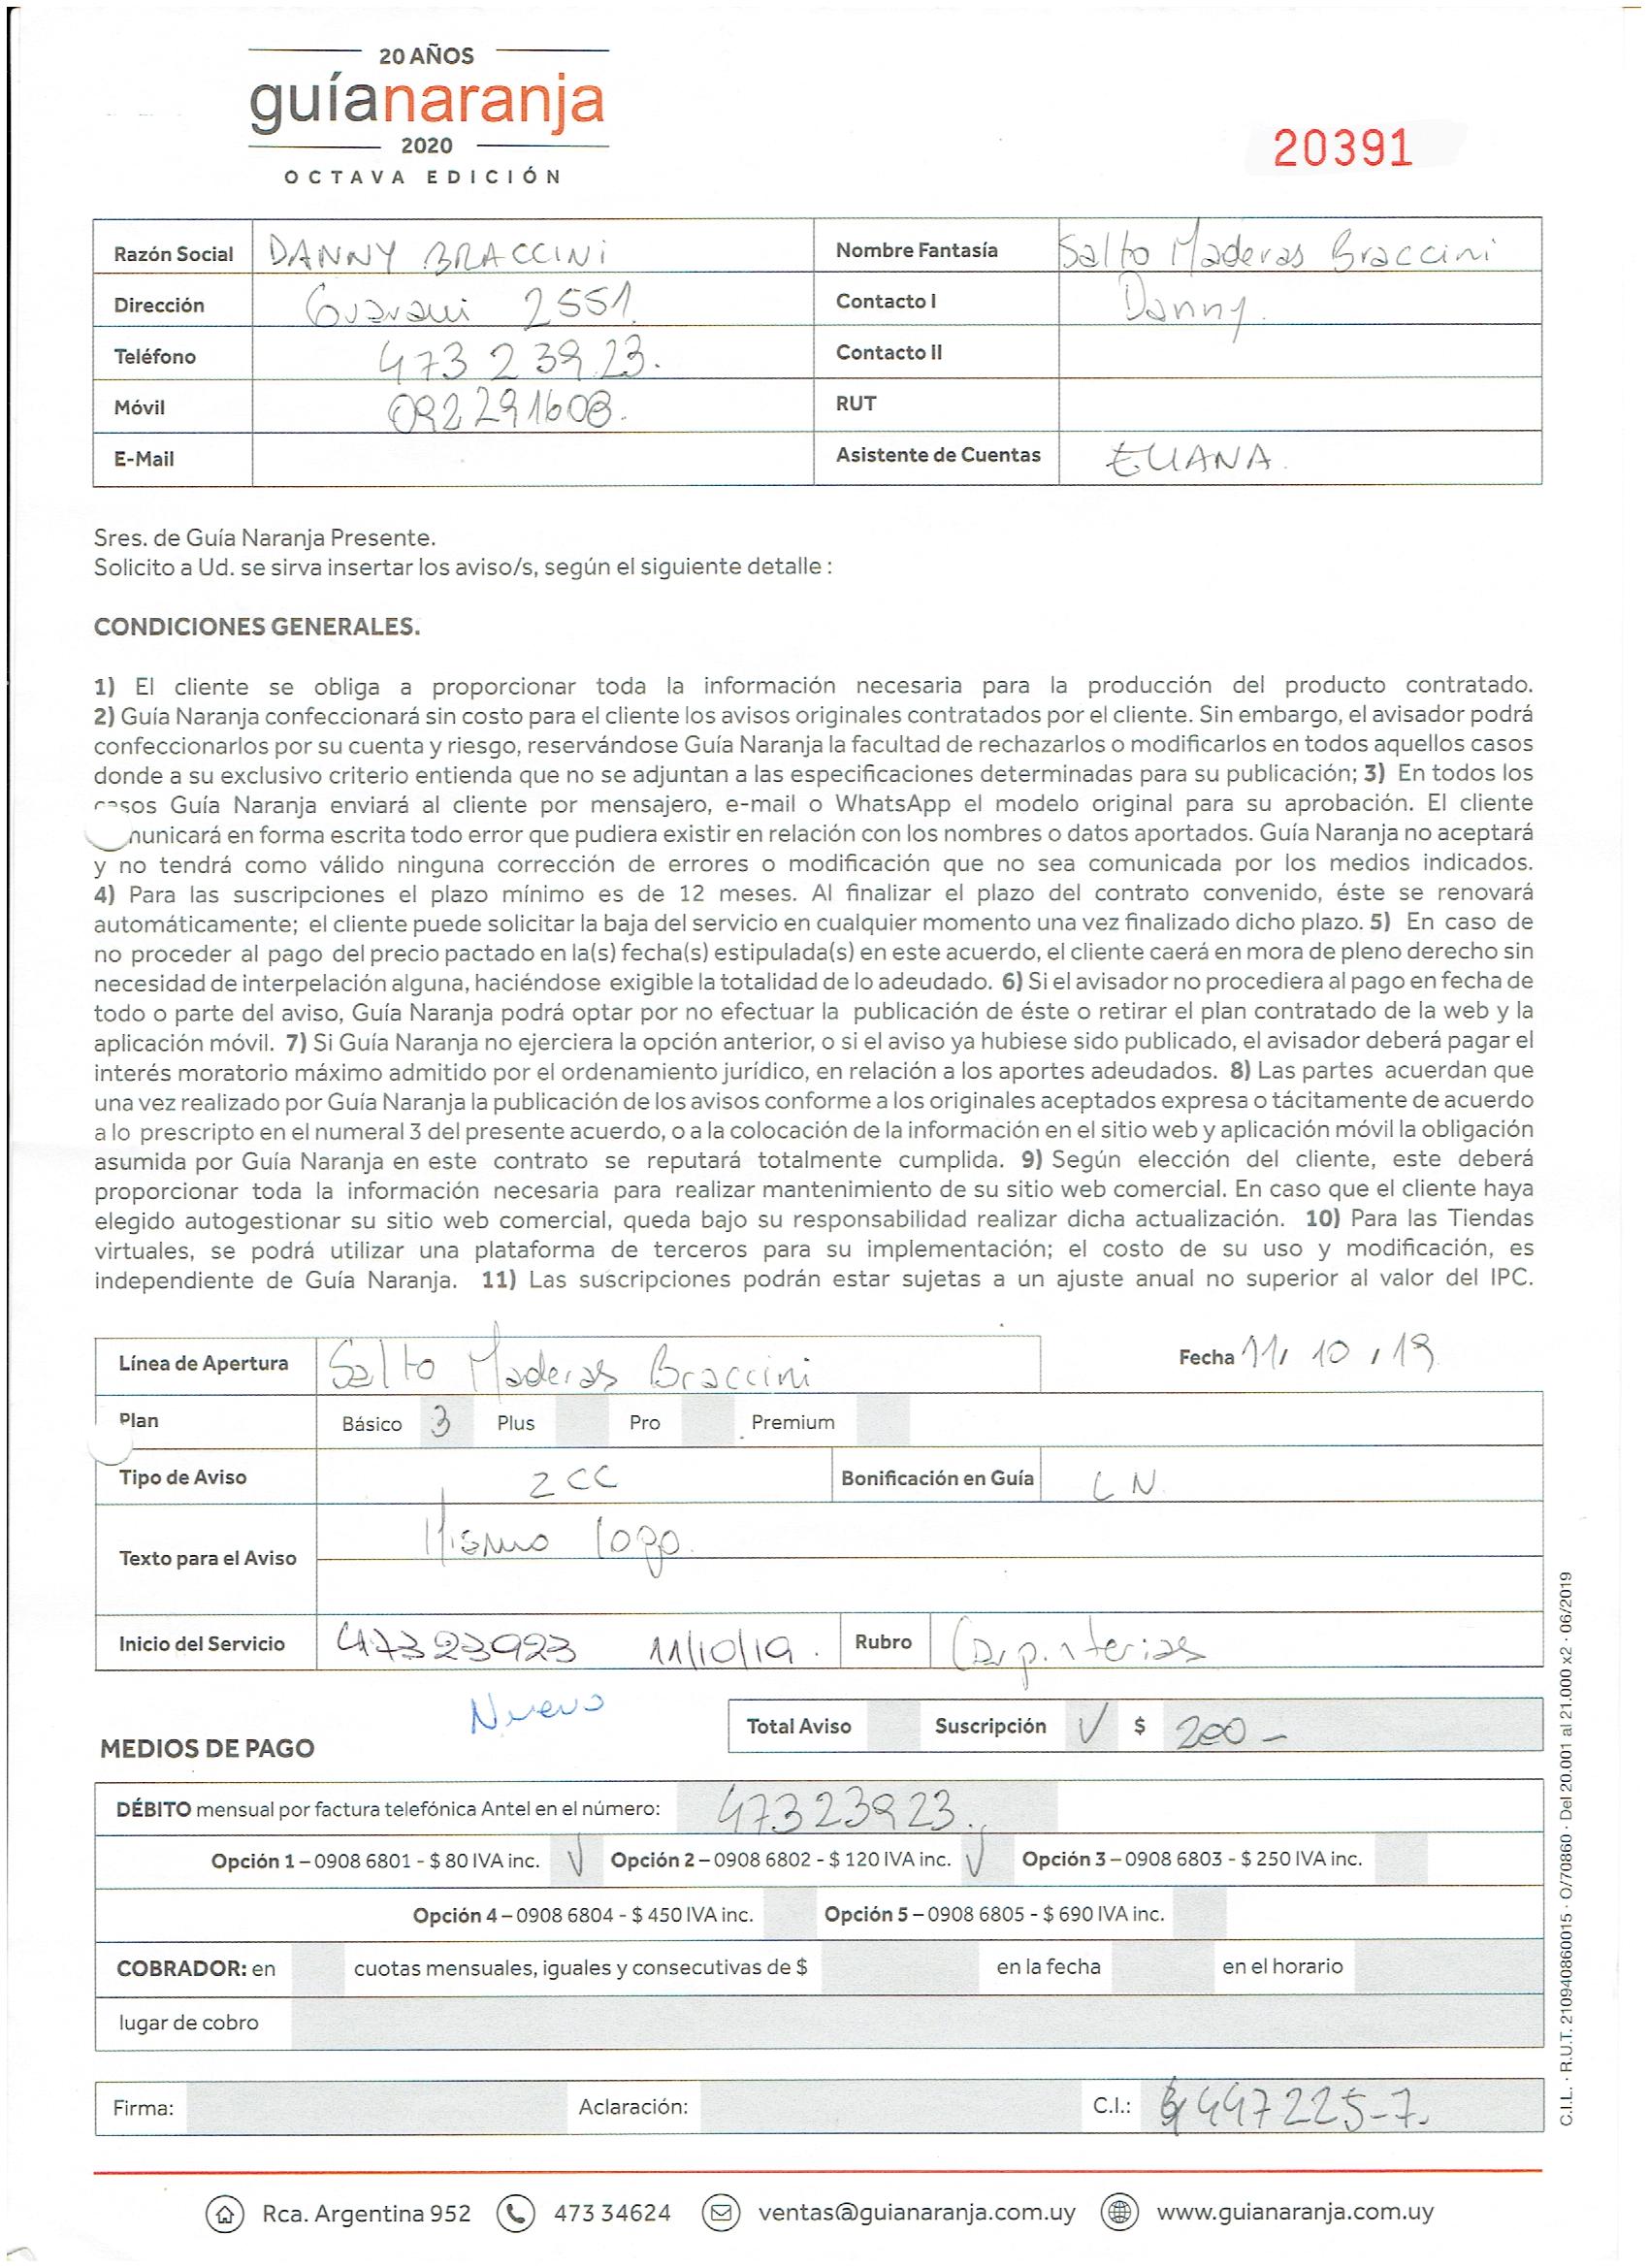 20 AÑOS
guíanaranja
2020
OCTAVA EDICIÓN
20391
Razón Social DANNY BRACCINI Nombre Fantasía Salto Maderas Braccini
Dirección Guarani 2551. Contacto I Danny.
Teléfono 473 23923. Contacto II
Móvil 092291608. RUT
E-Mail Asistente de Cuentas ELIANA.
Sres. de Guía Naranja Presente.
Solicito a Ud. se sirva insertar los aviso/s, según el siguiente detalle :
CONDICIONES GENERALES.
1) El cliente se obliga a proporcionar toda la información necesaria para la producción del producto contratado.
2) Guía Naranja confeccionará sin costo para el cliente los avisos originales contratados por el cliente. Sin embargo, el avisador podrá
confeccionarlos por su cuenta y riesgo, reservándose Guía Naranja la facultad de rechazarlos o modificarlos en todos aquellos casos
donde a su exclusivo criterio entienda que no se adjuntan a las especificaciones determinadas para su publicación; 3) En todos los
casos Guía Naranja enviará al cliente por mensajero, e-mail o WhatsApp el modelo original para su aprobación. El cliente
municará en forma escrita todo error que pudiera existir en relación con los nombres o datos aportados. Guía Naranja no aceptará
y no tendrá como válido ninguna corrección de errores o modificación que no sea comunicada por los medios indicados.
4) Para las suscripciones el plazo mínimo es de 12 meses. Al finalizar el plazo del contrato convenido, éste se renovará
automáticamente; el cliente puede solicitar la baja del servicio en cualquier momento una vez finalizado dicho plazo. 5) En caso de
no proceder al pago del precio pactado en la(s) fecha(s) estipulada(s) en este acuerdo, el cliente caerá en mora de pleno derecho sin
necesidad de interpelación alguna, haciéndose exigible la totalidad de lo adeudado. 6) Si el avisador no procediera al pago en fecha de
todo o parte del aviso, Guía Naranja podrá optar por no efectuar la publicación de éste o retirar el plan contratado de la web y la
aplicación móvil. 7) Si Guía Naranja no ejerciera la opción anterior, o si el aviso ya hubiese sido publicado, el avisador deberá pagar el
interés moratorio máximo admitido por el ordenamiento jurídico, en relación a los aportes adeudados. 8) Las partes acuerdan que
una vez realizado por Guía Naranja la publicación de los avisos conforme a los originales aceptados expresa o tácitamente de acuerdo
a lo prescripto en el numeral 3 del presente acuerdo, o a la colocación de la información en el sitio web y aplicación móvil la obligación
asumida por Guía Naranja en este contrato se reputará totalmente cumplida. 9) Según elección del cliente, este deberá
proporcionar toda la información necesaria para realizar mantenimiento de su sitio web comercial. En caso que el cliente haya
elegido autogestionar su sitio web comercial, queda bajo su responsabilidad realizar dicha actualización. 10) Para las Tiendas
virtuales, se podrá utilizar una plataforma de terceros para su implementación; el costo de su uso y modificación, es
independiente de Guía Naranja. 11) Las suscripciones podrán estar sujetas a un ajuste anual no superior al valor del IPC.
Línea de Apertura Salto Maderas Braccini Fecha 11/ 10 / 19
Plan Básico 3 Plus Pro Premium
Tipo de Aviso 2 CC Bonificación en Guía LN
Texto para el Aviso Mismo logo.
Inicio del Servicio 47323923 11/10/19. Rubro Carpinterias
Nuevo
Total Aviso Suscripción ✓ $ 200 –
MEDIOS DE PAGO
DÉBITO mensual por factura telefónica Antel en el número: 47323923.
Opción 1 – 0908 6801 - $ 80 IVA inc. ✓ Opción 2 – 0908 6802 - $ 120 IVA inc. ✓ Opción 3 – 0908 6803 - $ 250 IVA inc.
Opción 4 – 0908 6804 - $ 450 IVA inc. Opción 5 – 0908 6805 - $ 690 IVA inc.
COBRADOR: en cuotas mensuales, iguales y consecutivas de $ en la fecha en el horario
lugar de cobro
Firma: Aclaración: C.I.: 4447225-7.
C.I.L. · R.U.T. 210940860015 · O/70860 · Del 20.001 al 21.000 x2 · 06/2019
Rca. Argentina 952 473 34624 ventas@guianaranja.com.uy www.guianaranja.com.uy